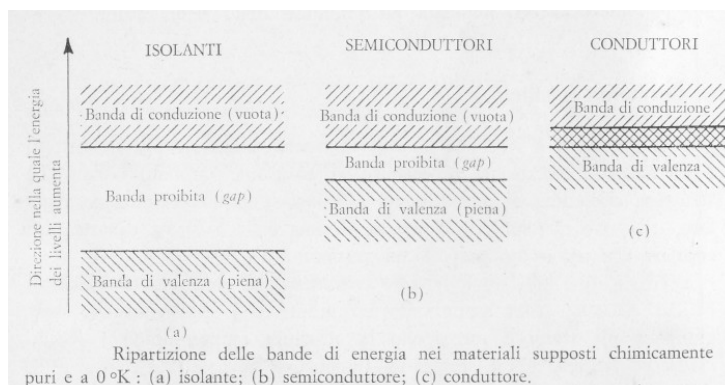 ISOLANTI
SEMICONDUTTORI
CONDUTTORI
Direzione nella quale l'energia
dei livelli aumenta
Banda di conduzione (vuota)
Banda proibita (gap)
Banda di valenza (piena)
(a)
Banda di conduzione (vuota)
Banda proibita (gap)
Banda di valenza (piena)
(b)
Banda di conduzione
Banda di valenza
(c)
Ripartizione delle bande di energia nei materiali supposti chimicamente
puri e a 0 °K : (a) isolante; (b) semiconduttore; (c) conduttore.